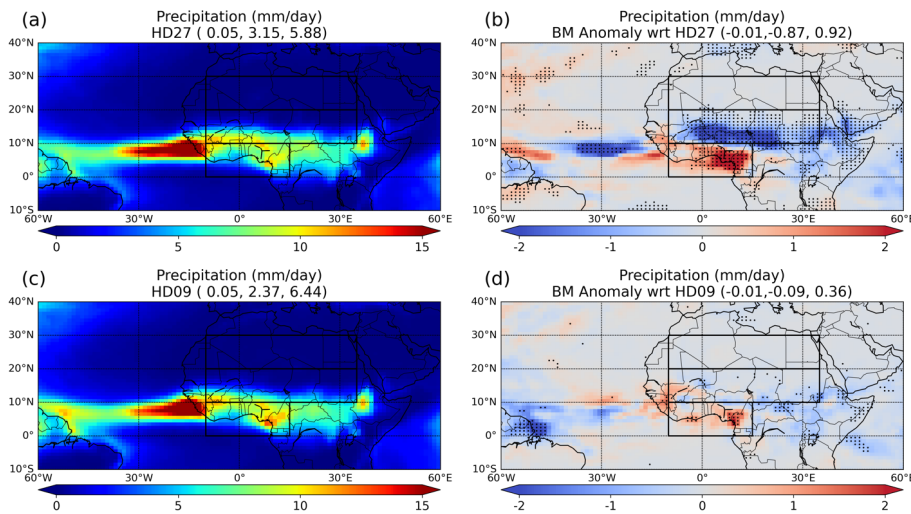 (a) Precipitation (mm/day)
HD27 ( 0.05, 3.15, 5.88)
40°N
30°N
20°N
10°N
0°
10°S
60°W 30°W 0° 30°E 60°E
0 5 10 15
(b) Precipitation (mm/day)
BM Anomaly wrt HD27 (-0.01,-0.87, 0.92)
40°N
30°N
20°N
10°N
0°
10°S
60°W 30°W 0° 30°E 60°E
-2 -1 0 1 2
(c) Precipitation (mm/day)
HD09 ( 0.05, 2.37, 6.44)
40°N
30°N
20°N
10°N
0°
10°S
60°W 30°W 0° 30°E 60°E
0 5 10 15
(d) Precipitation (mm/day)
BM Anomaly wrt HD09 (-0.01,-0.09, 0.36)
40°N
30°N
20°N
10°N
0°
10°S
60°W 30°W 0° 30°E 60°E
-2 -1 0 1 2